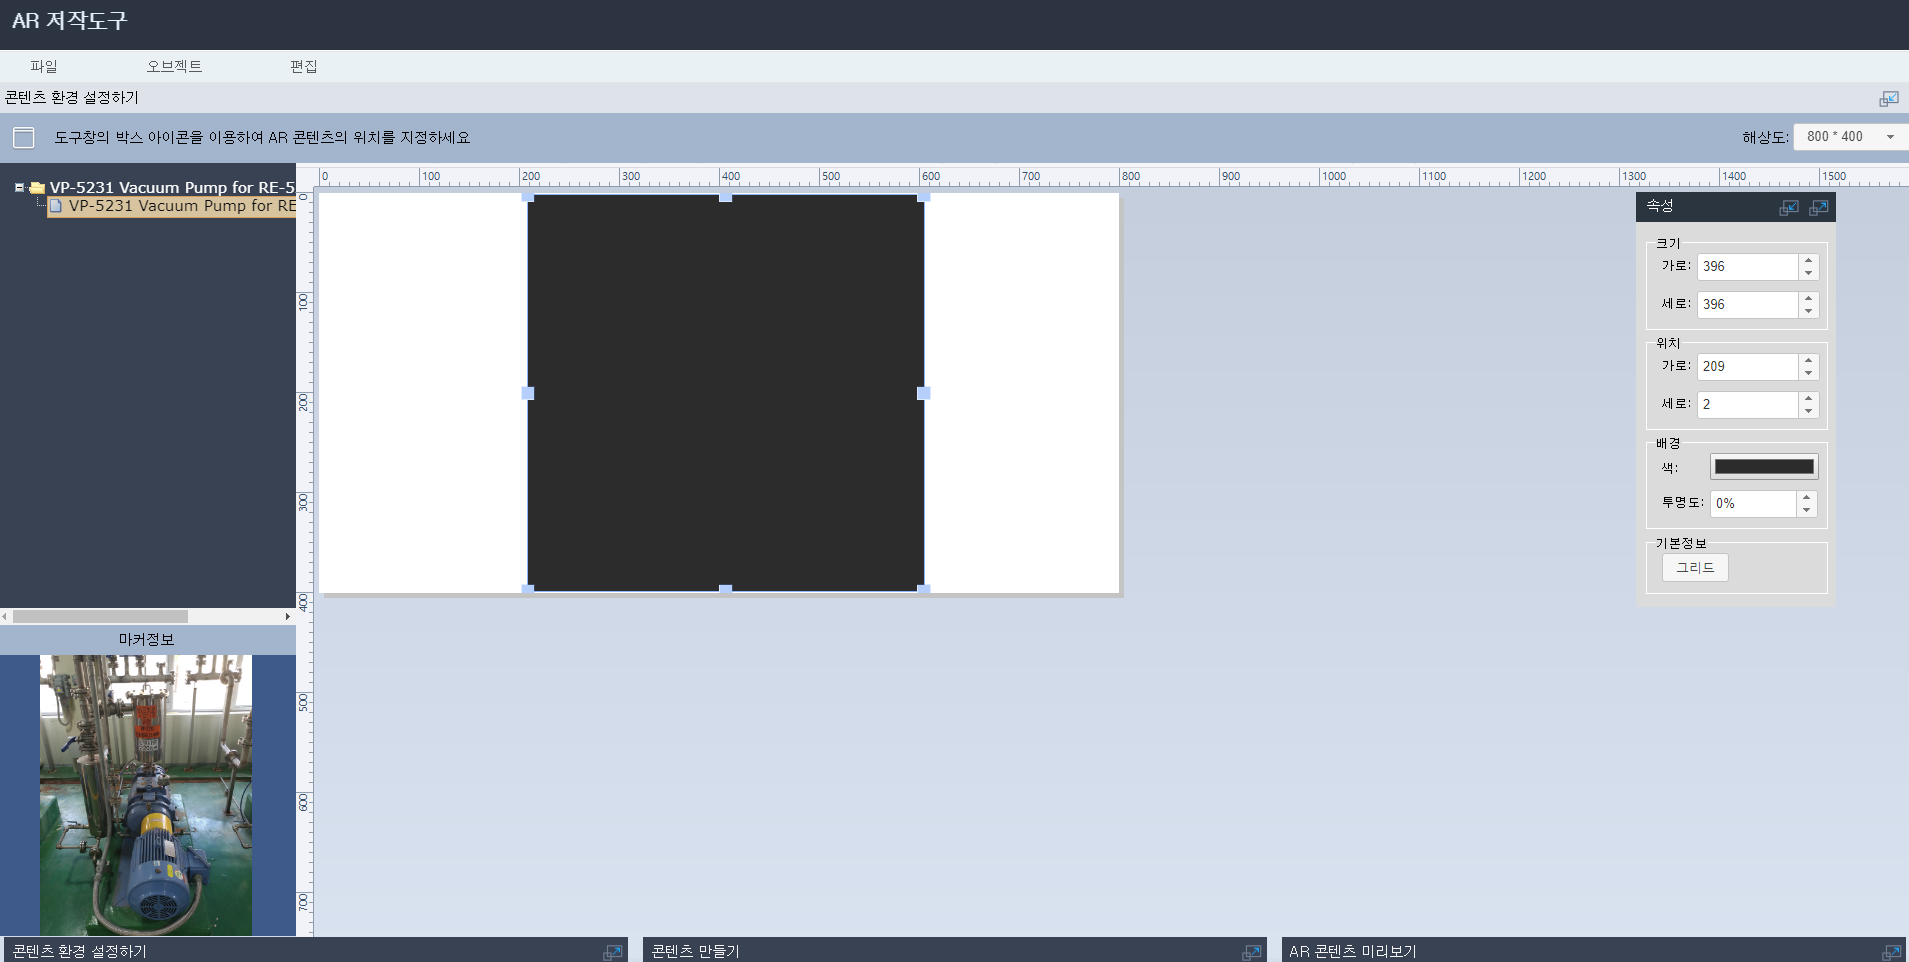 AR 저작도구
파일 오브젝트 편집
콘텐츠 환경 설정하기
도구창의 박스 아이콘을 이용하여 AR 콘텐츠의 위치를 지정하세요
해상도: 800 * 400
VP-5231 Vacuum Pump for RE-5
VP-5231 Vacuum Pump for RE
0 100 200 300 400 500 600 700 800 900 1000 1100 1200 1300 1400 1500
0
100
200
300
400
500
600
700
속성
크기
가로: 396
세로: 396
위치
가로: 209
세로: 2
배경
색:
투명도: 0%
기본정보
그리드
마커정보
콘텐츠 환경 설정하기
콘텐츠 만들기
AR 콘텐츠 미리보기